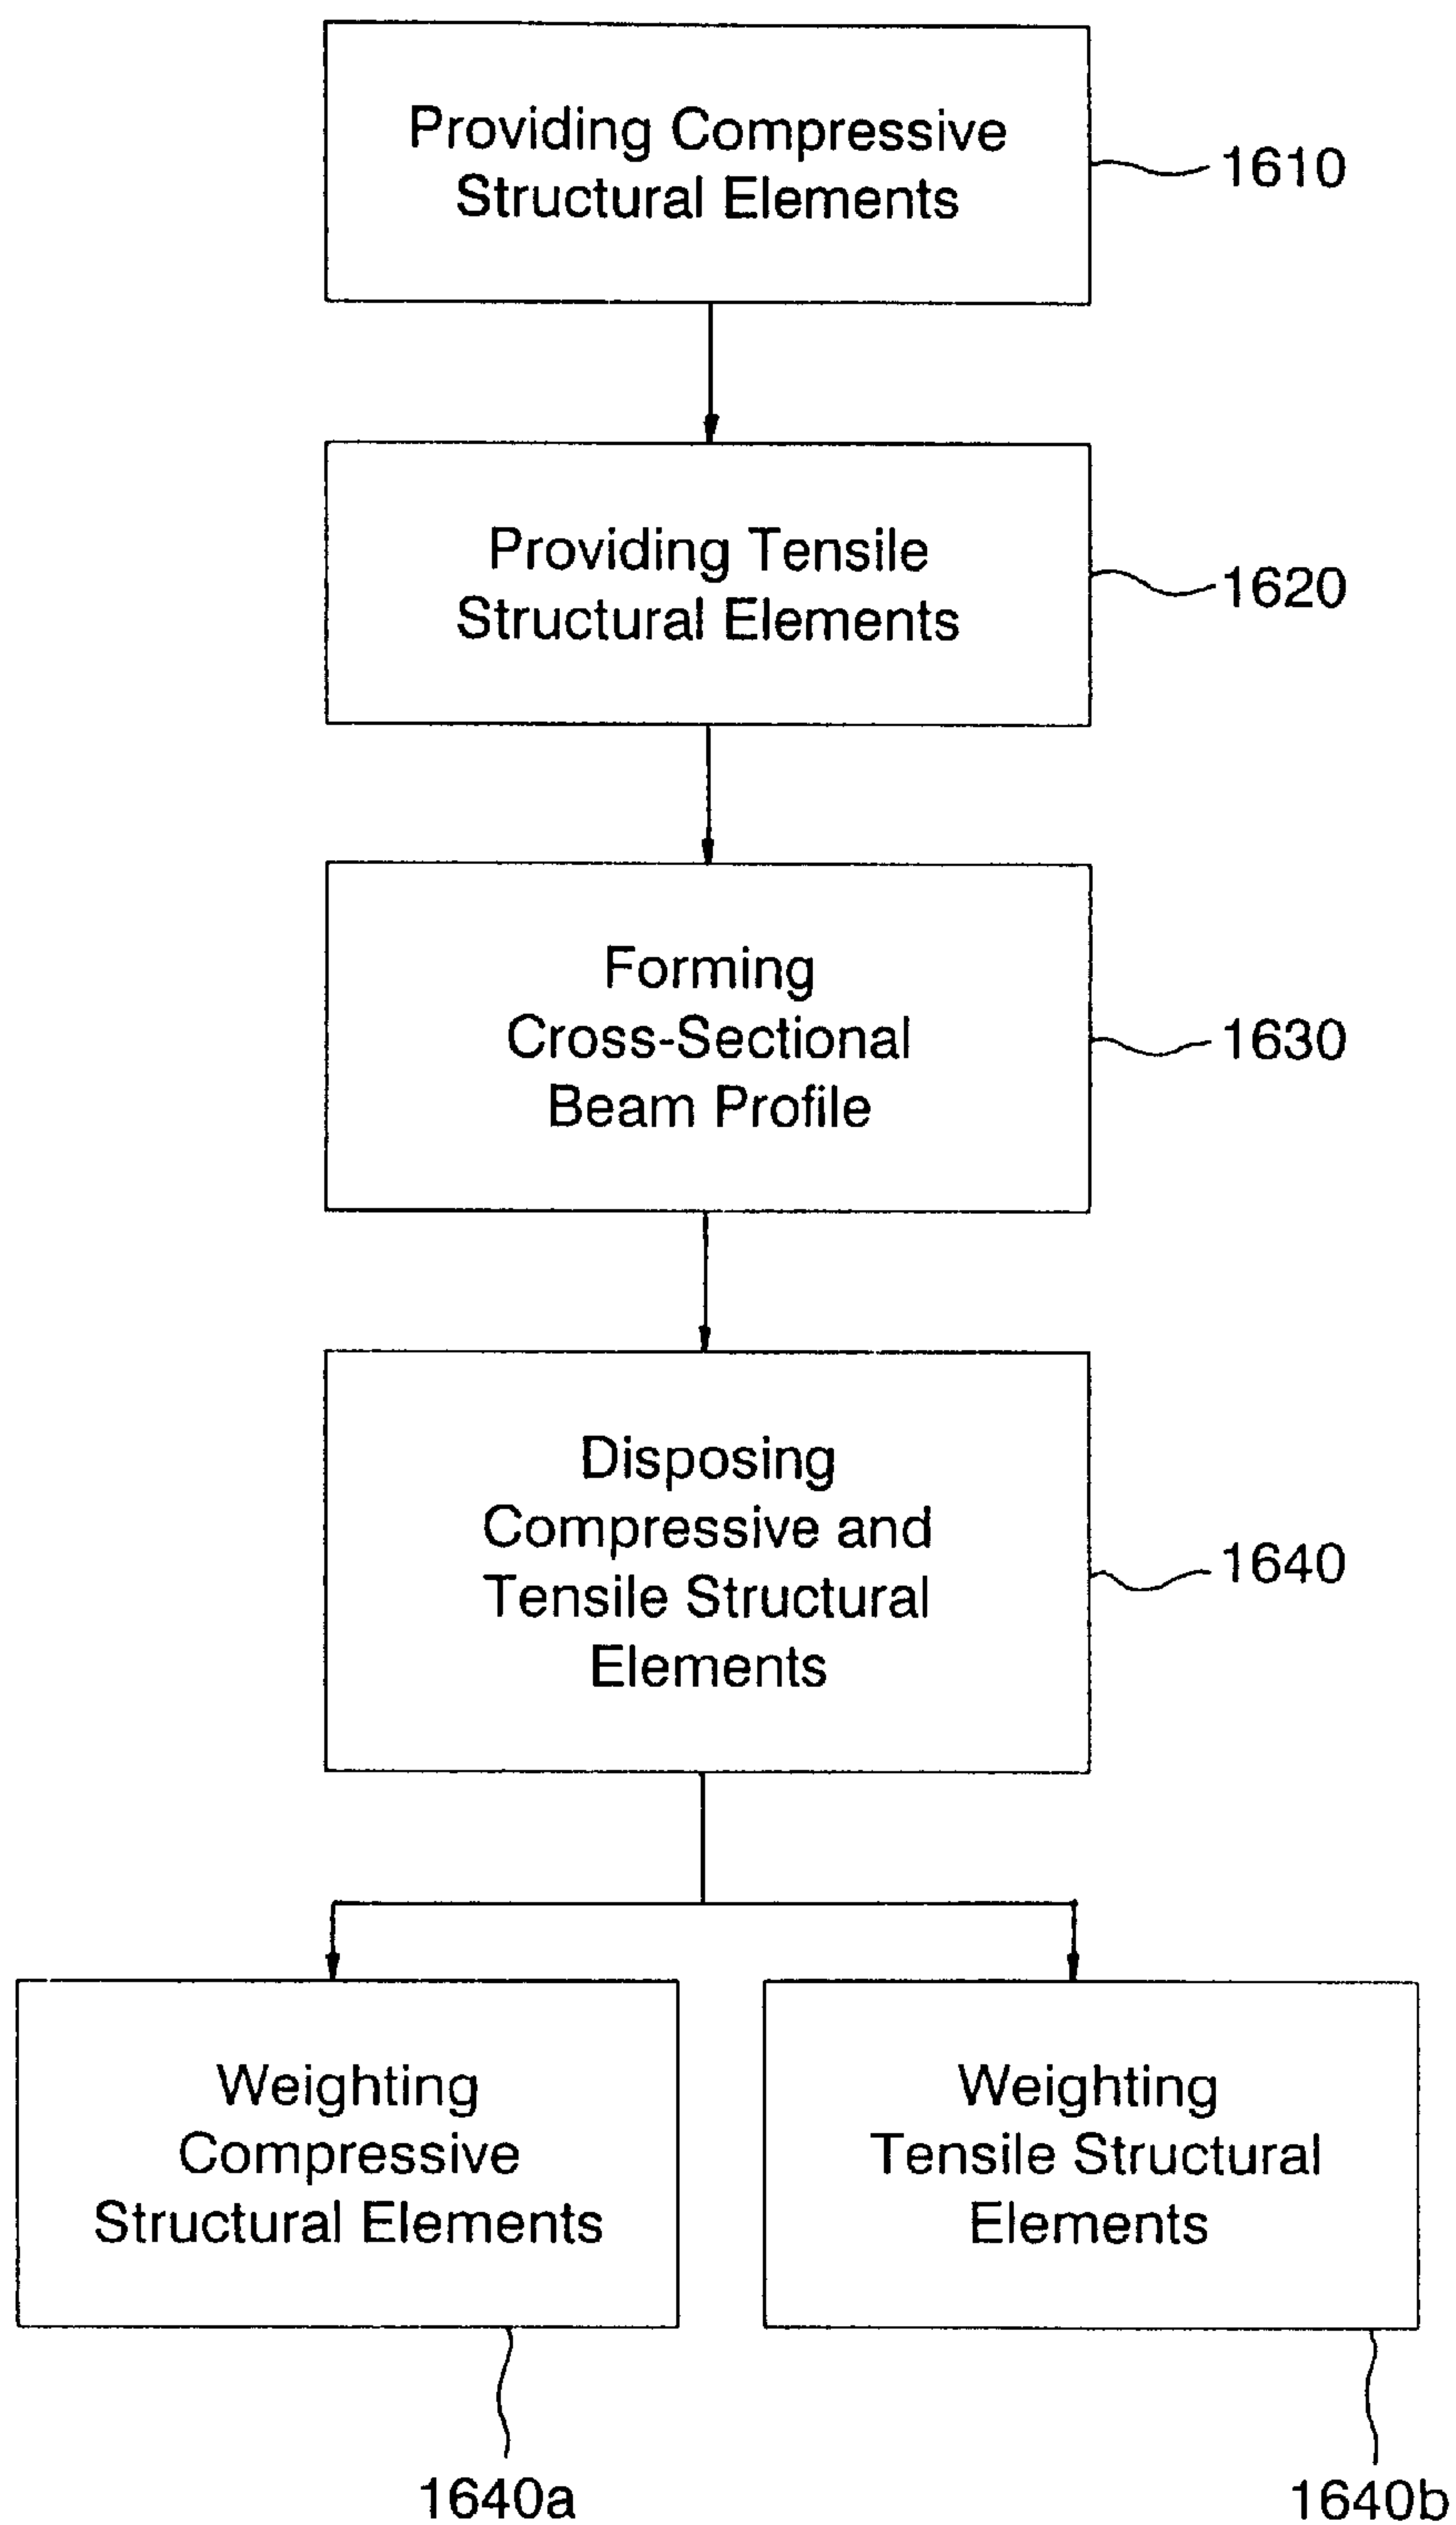 Providing Compressive
Structural Elements
1610
Providing Tensile
Structural Elements
1620
Forming
Cross-Sectional
Beam Profile
1630
Disposing
Compressive and
Tensile Structural
Elements
1640
Weighting
Compressive
Structural Elements
1640a
Weighting
Tensile Structural
Elements
1640b